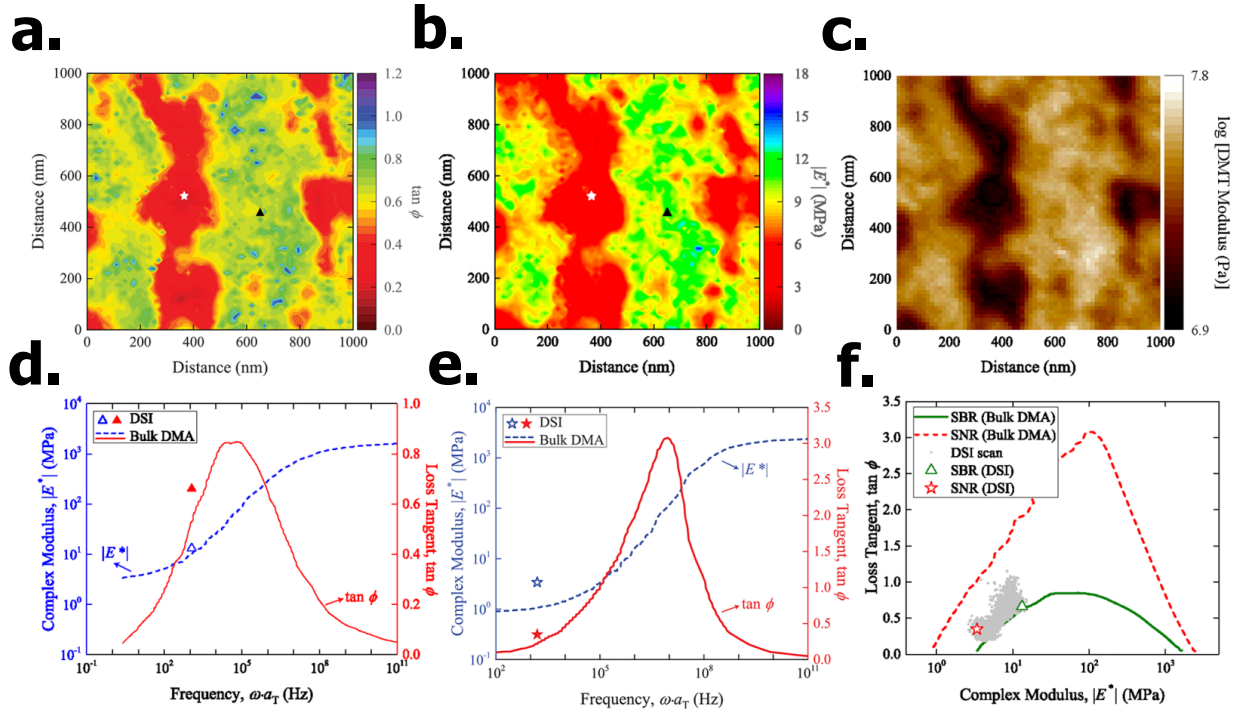 a.
1000
800
600
400
200
0
0 200 400 600 800 1000
Distance (nm)
Distance (nm)
1.2
1.0
0.8
0.6
0.4
0.2
0.0
tan ϕ
b.
1000
800
600
400
200
0
0 200 400 600 800 1000
Distance (nm)
Distance (nm)
18
15
12
9
6
3
0
|E*| (MPa)
c.
1000
800
600
400
200
0
0 200 400 600 800 1000
Distance (nm)
Distance (nm)
7.8
6.9
log [DMT Modulus (Pa)]
d.
DSI
Bulk DMA
|E*|
tan ϕ
10⁴
10³
10²
10¹
10⁰
10⁻¹
Complex Modulus, |E*| (MPa)
1.0
0.8
0.6
0.4
0.2
0.0
Loss Tangent, tan ϕ
10⁻¹ 10² 10⁵ 10⁸ 10¹¹
Frequency, ω·aT (Hz)
e.
DSI
Bulk DMA
|E*|
tan ϕ
10⁴
10³
10²
10¹
10⁰
10⁻¹
Complex Modulus, |E*| (MPa)
3.5
3.0
2.5
2.0
1.5
1.0
0.5
0.0
Loss Tangent, tan ϕ
10² 10⁵ 10⁸ 10¹¹
Frequency, ω·aT (Hz)
f.
SBR (Bulk DMA)
SNR (Bulk DMA)
DSI scan
SBR (DSI)
SNR (DSI)
3.5
3.0
2.5
2.0
1.5
1.0
0.5
0.0
Loss Tangent, tan ϕ
10⁰ 10¹ 10² 10³
Complex Modulus, |E*| (MPa)